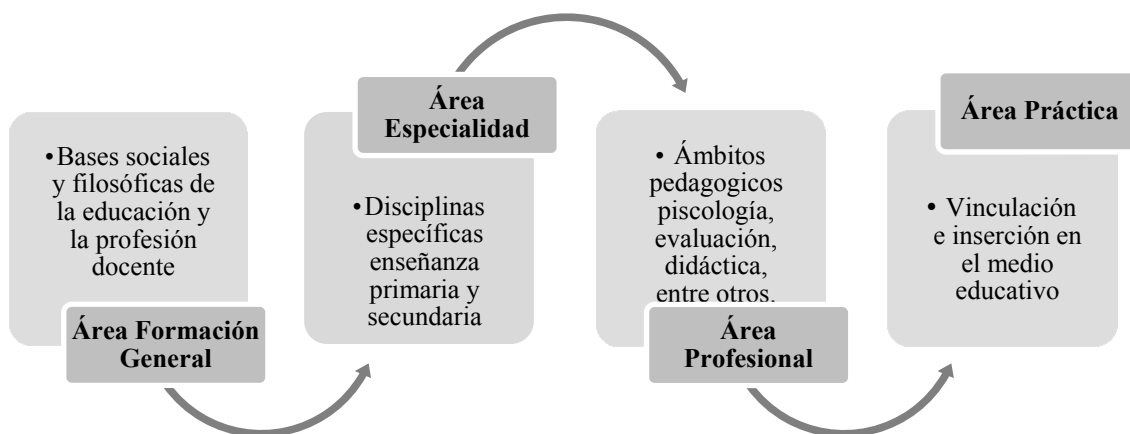 •Bases sociales
y filosóficas de
la educación y
la profesión
docente
Área Formación
General
Área
Especialidad
•Disciplinas
específicas
enseñanza
primaria y
secundaria
• Ámbitos
pedagogicos
piscología,
evaluación,
didáctica,
entre otros.
Área
Profesional
Área Práctica
• Vinculación
e inserción en
el medio
educativo